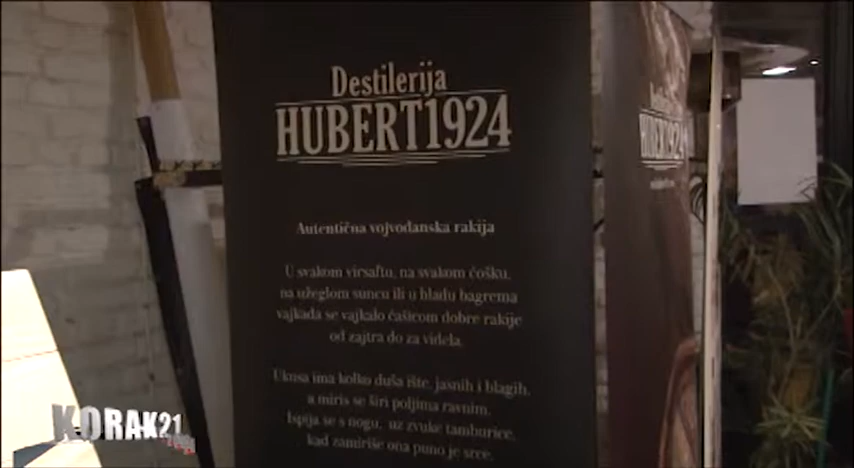 Destilerija
HUBERT1924
Autentična vojvođanska rakija
U svakom virsaftu, na svakom ćošku,
na užeglom suncu ili u hladu bagrema
vajkada se vajkalo čašicom dobre rakije
od zajtra do za videla.
Ukusa ima kolko duša ište, jasnih i blagih,
a miris se širi poljima ravnim.
Ispija se s nogu, uz zvuke tamburice,
kad zamiriše ona puno je srce.
HUBERT1924
KORAK21